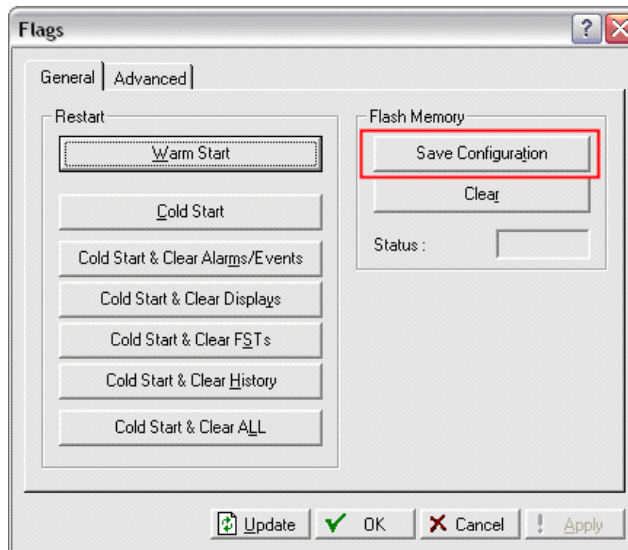 Flags
General
Advanced
Restart
Warm Start
Cold Start
Cold Start & Clear Alarms/Events
Cold Start & Clear Displays
Cold Start & Clear FSTs
Cold Start & Clear History
Cold Start & Clear ALL
Flash Memory
Save Configuration
Clear
Status :
Update
OK
Cancel
Apply